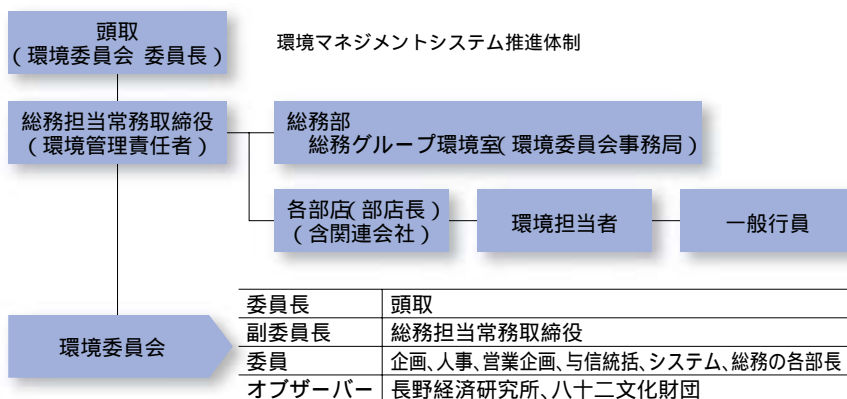 頭取
(環境委員会 委員長)
環境マネジメントシステム推進体制
総務担当常務取締役
(環境管理責任者)
総務部
総務グループ環境室(環境委員会事務局)
各部店(部店長)
(含関連会社)
環境担当者
一般行員
環境委員会
委員長 頭取
副委員長 総務担当常務取締役
委員 企画、人事、営業企画、与信統括、システム、総務の各部長
オブザーバー 長野経済研究所、八十二文化財団